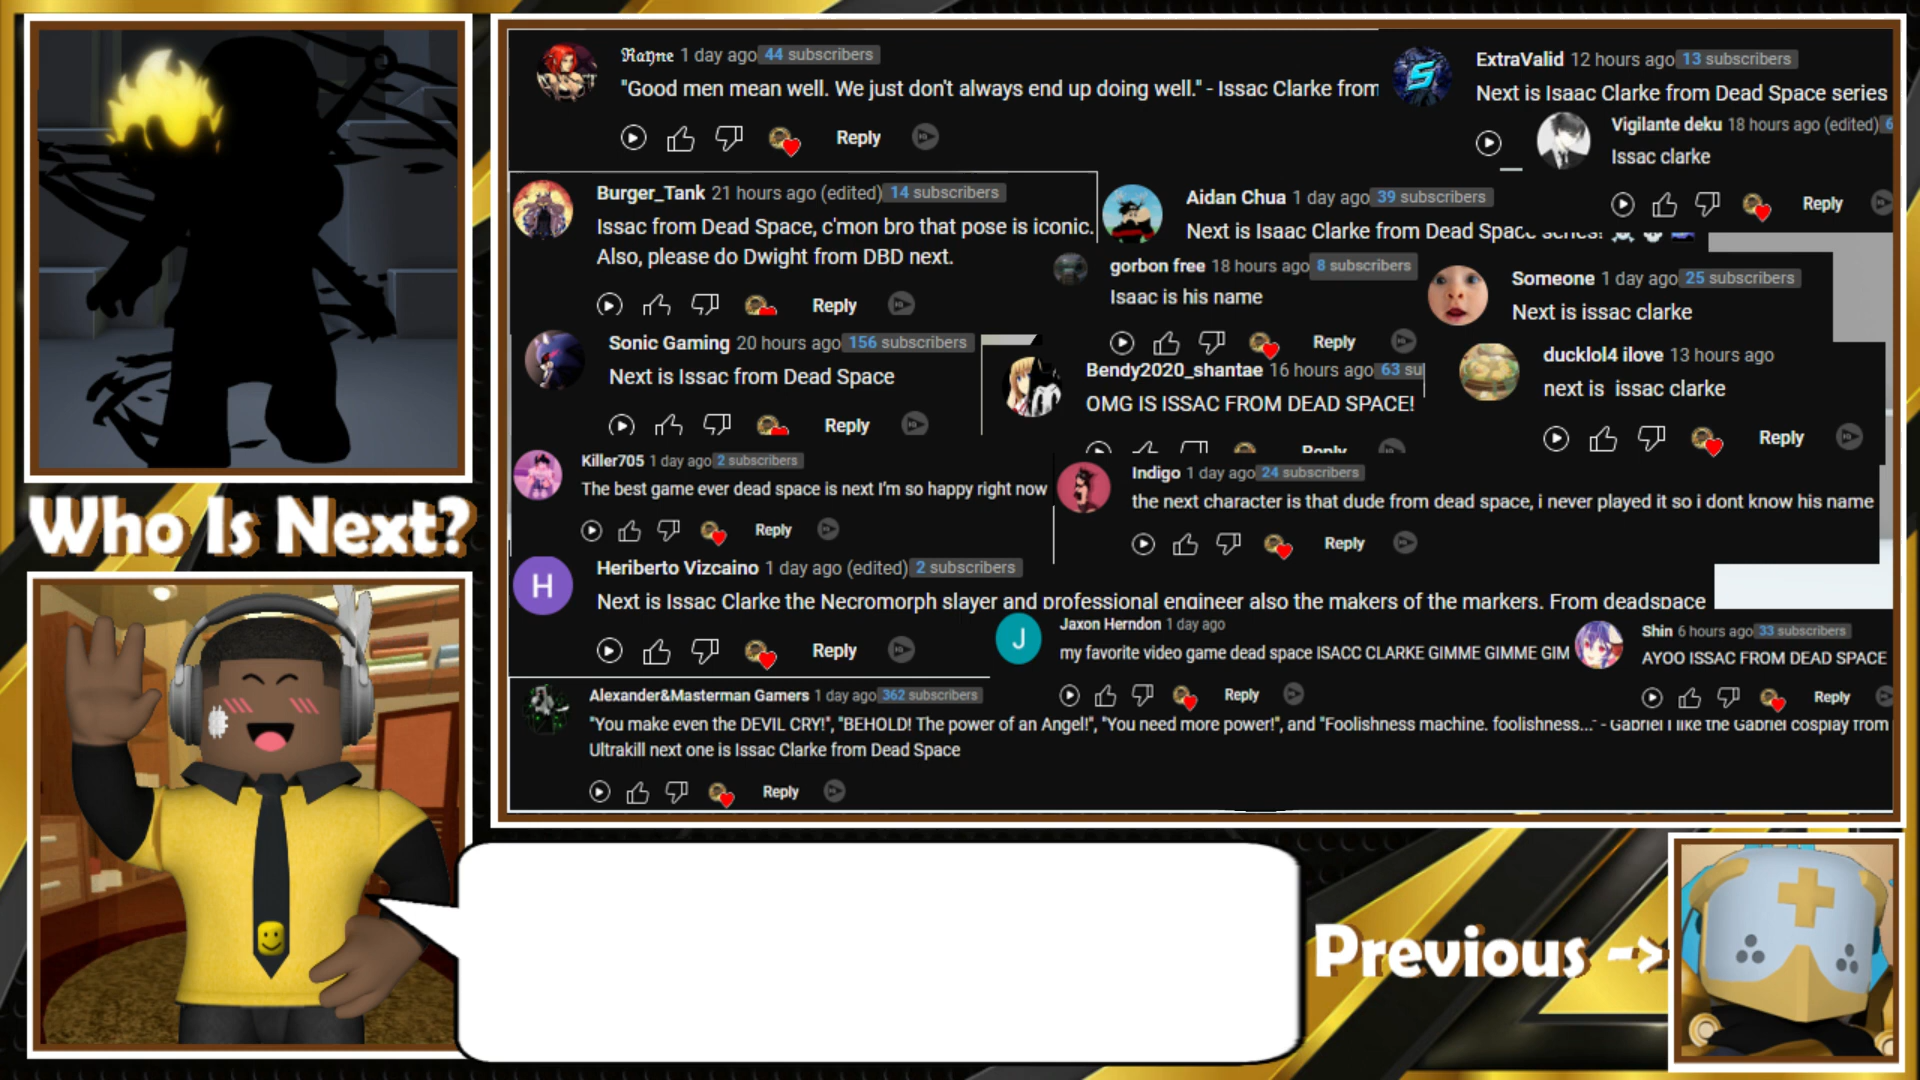 Rayne 1 day ago 44 subscribers
"Good men mean well. We just don't always end up doing well." - Issac Clarke from
Reply
ExtraValid 12 hours ago 13 subscribers
Next is Isaac Clarke from Dead Space series
Vigilante deku 18 hours ago (edited) 6
Issac clarke
Reply
Burger_Tank 21 hours ago (edited) 14 subscribers
Issac from Dead Space, c'mon bro that pose is iconic.
Also, please do Dwight from DBD next.
Reply
Aidan Chua 1 day ago 39 subscribers
Next is Isaac Clarke from Dead Space series!
gorbon free 18 hours ago 8 subscribers
Isaac is his name
Reply
Someone 1 day ago 25 subscribers
Next is issac clarke
Sonic Gaming 20 hours ago 156 subscribers
Next is Issac from Dead Space
Reply
Bendy2020_shantae 16 hours ago 63 su
OMG IS ISSAC FROM DEAD SPACE!
Reply
ducklol4 ilove 13 hours ago
next is issac clarke
Reply
Killer705 1 day ago 2 subscribers
The best game ever dead space is next I'm so happy right now
Reply
Indigo 1 day ago 24 subscribers
the next character is that dude from dead space, i never played it so i dont know his name
Reply
Heriberto Vizcaino 1 day ago (edited) 2 subscribers
H
Next is Issac Clarke the Necromorph slayer and professional engineer also the makers of the markers. From deadspace
Reply
Jaxon Herndon 1 day ago
J
my favorite video game dead space ISACC CLARKE GIMME GIMME GIM
Reply
Shin 6 hours ago 33 subscribers
AYOO ISSAC FROM DEAD SPACE
Reply
Alexander&Masterman Gamers 1 day ago 362 subscribers
"You make even the DEVIL CRY!", "BEHOLD! The power of an Angel!", "You need more power!", and "Foolishness machine. foolishness..." - Gabriel I like the Gabriel cosplay from
Ultrakill next one is Issac Clarke from Dead Space
Reply
Who Is Next?
Previous ->